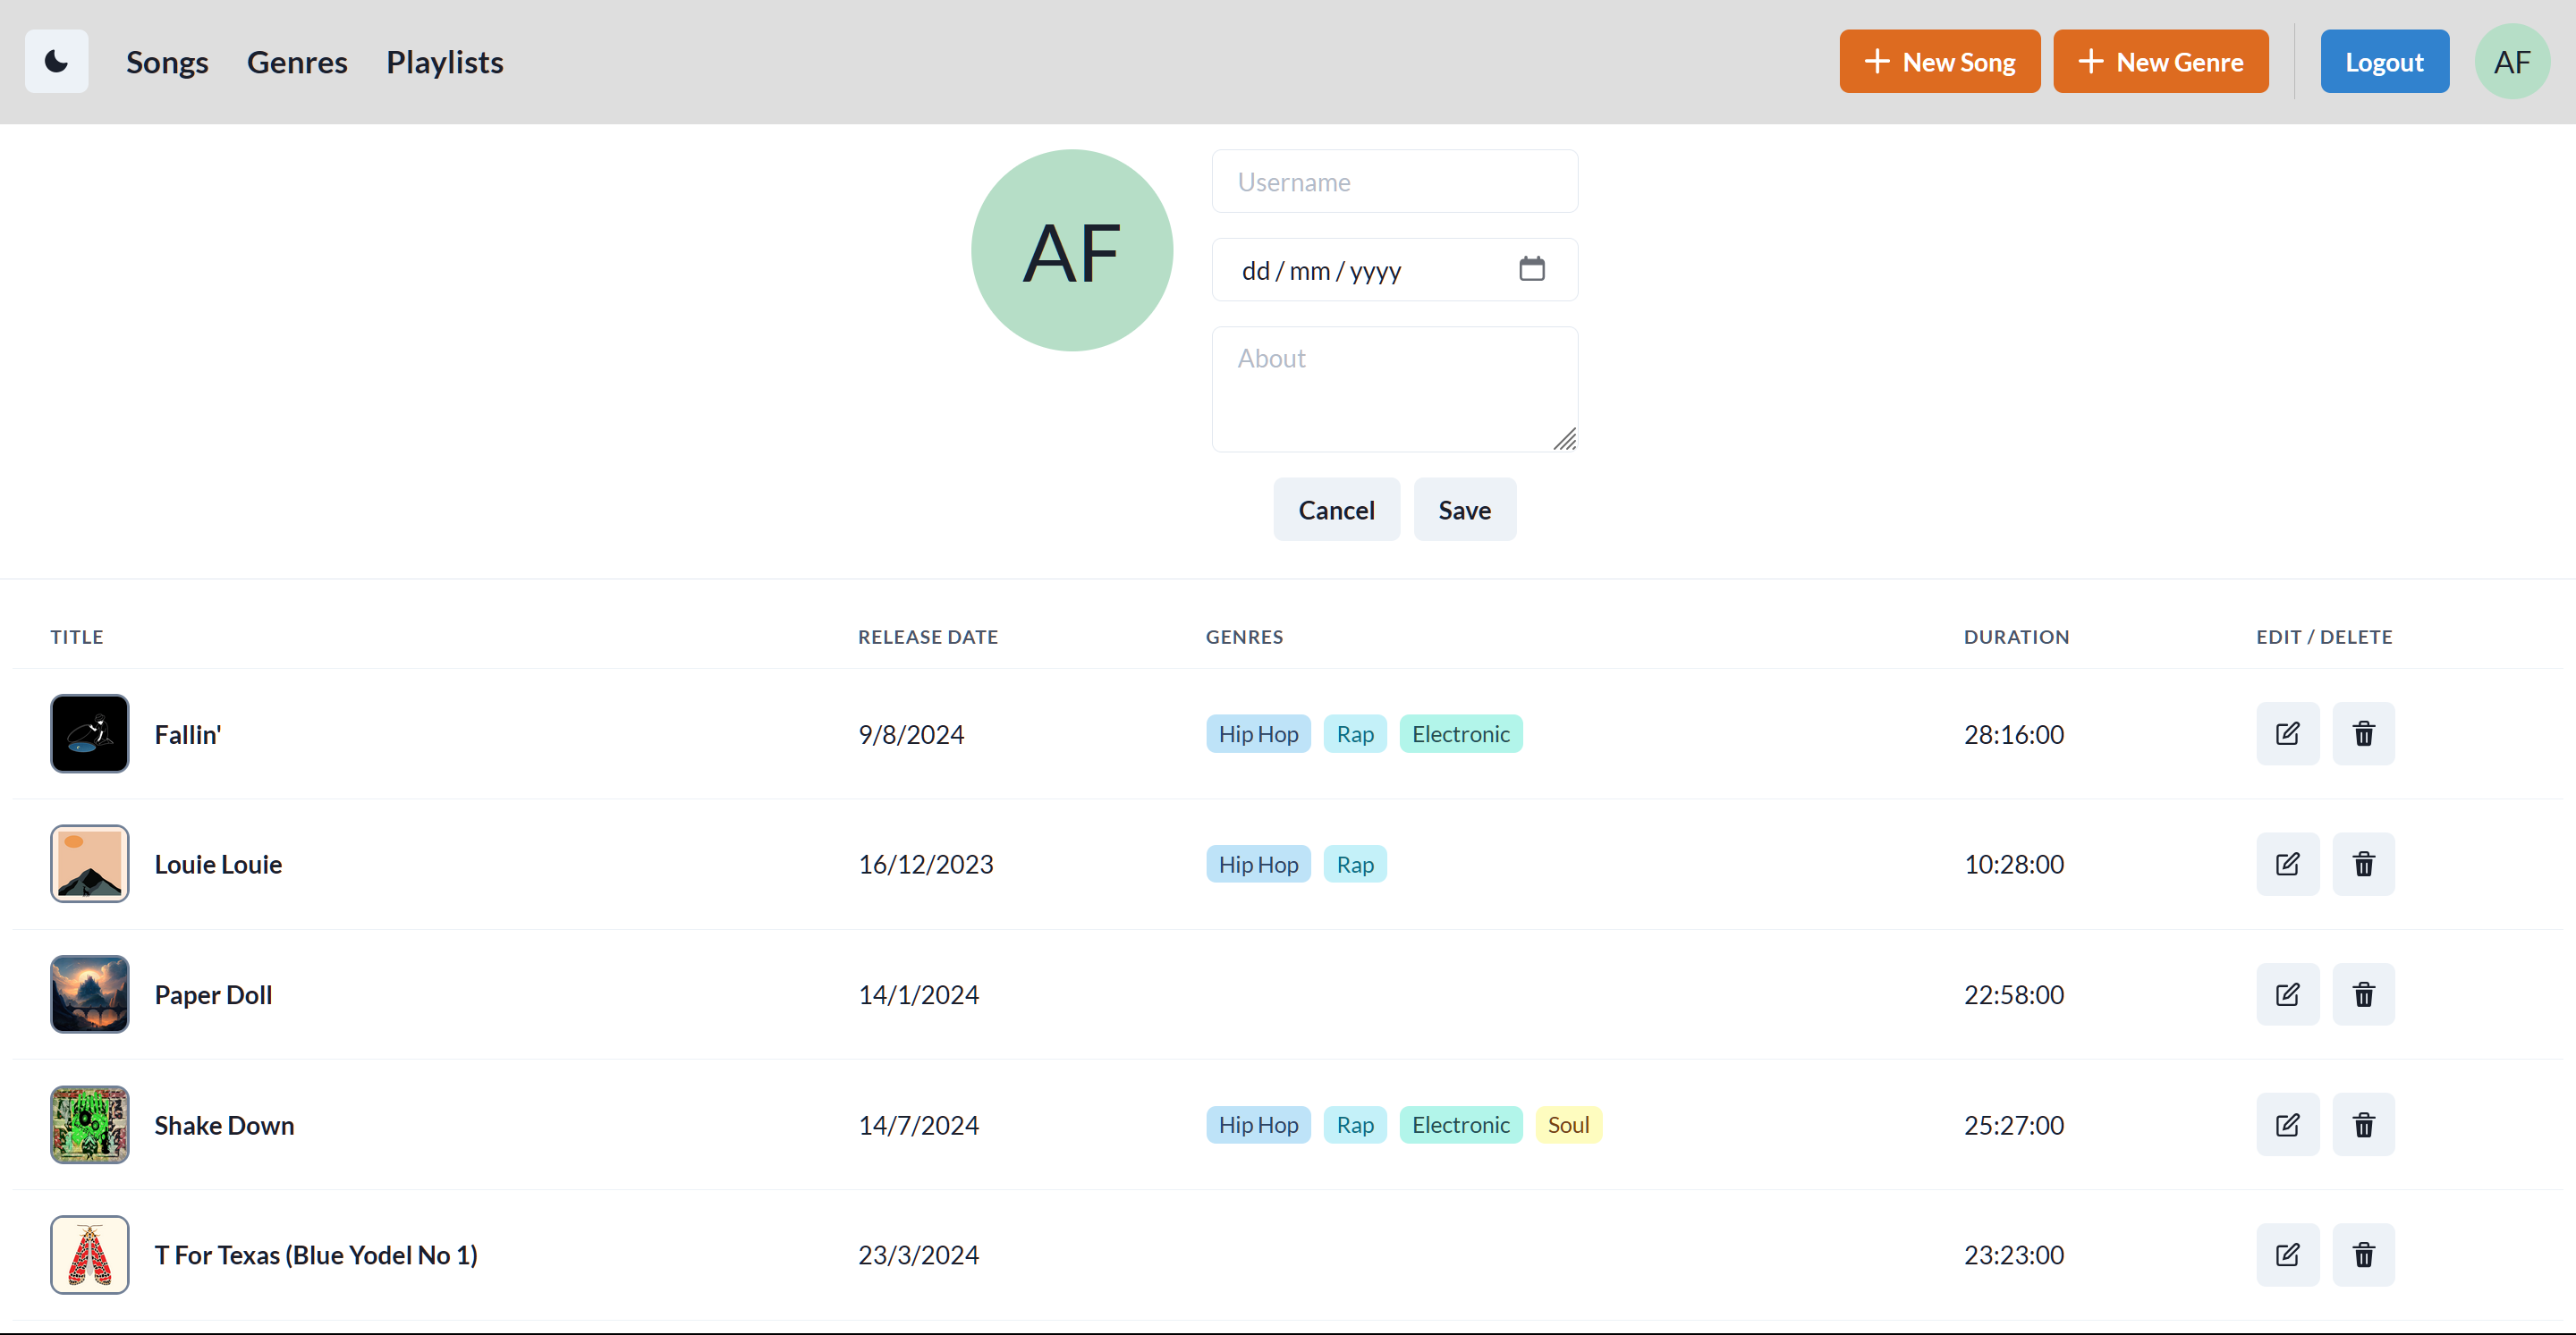 Songs Genres Playlists New Song New Genre Logout AF
AF
Username
dd / mm / yyyy
About
Cancel Save
TITLE RELEASE DATE GENRES DURATION EDIT / DELETE
Fallin' 9/8/2024 Hip Hop Rap Electronic 28:16:00
Louie Louie 16/12/2023 Hip Hop Rap 10:28:00
Paper Doll 14/1/2024 22:58:00
Shake Down 14/7/2024 Hip Hop Rap Electronic Soul 25:27:00
T For Texas (Blue Yodel No 1) 23/3/2024 23:23:00